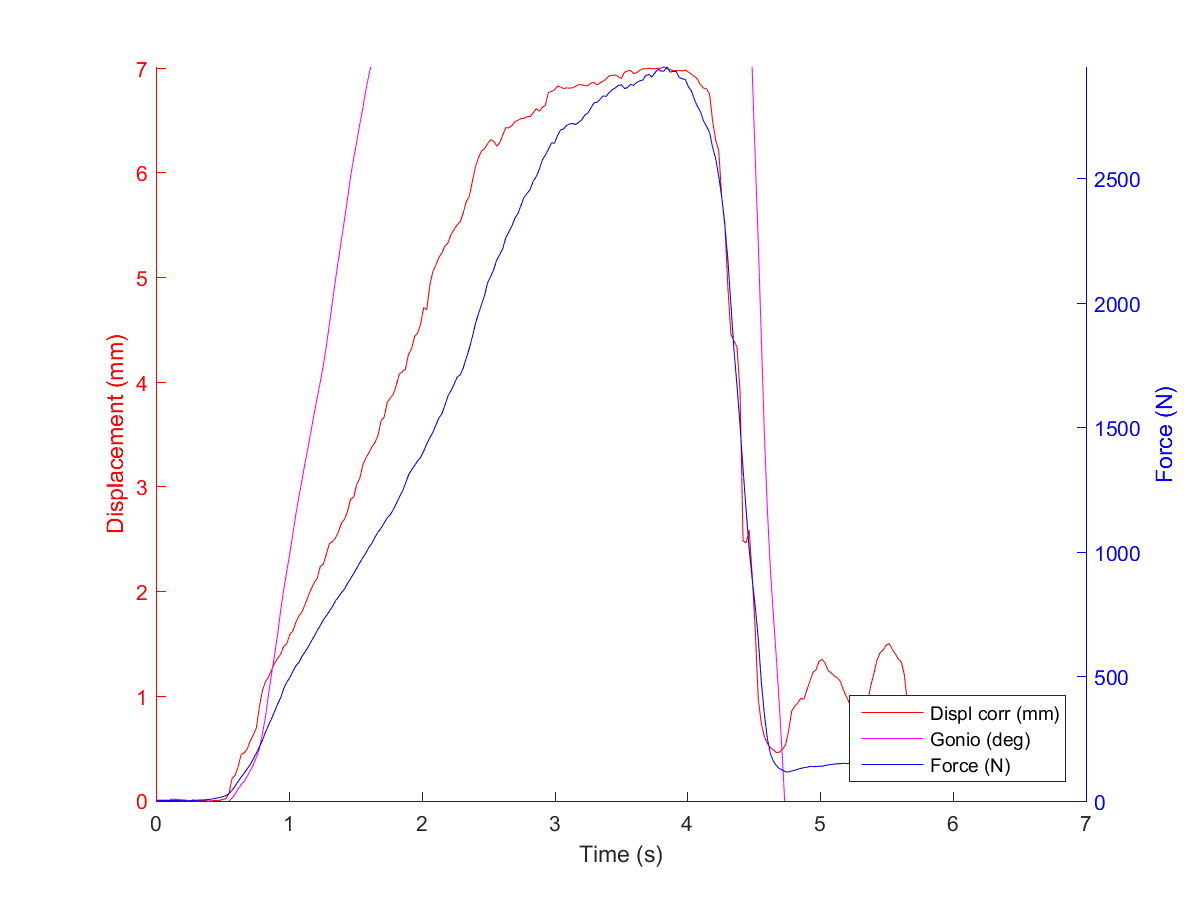 7
6
5
4
3
2
1
0
Displacement (mm)
2500
2000
1500
1000
500
0
Force (N)
Displ corr (mm)
Gonio (deg)
Force (N)
0 1 2 3 4 5 6 7
Time (s)